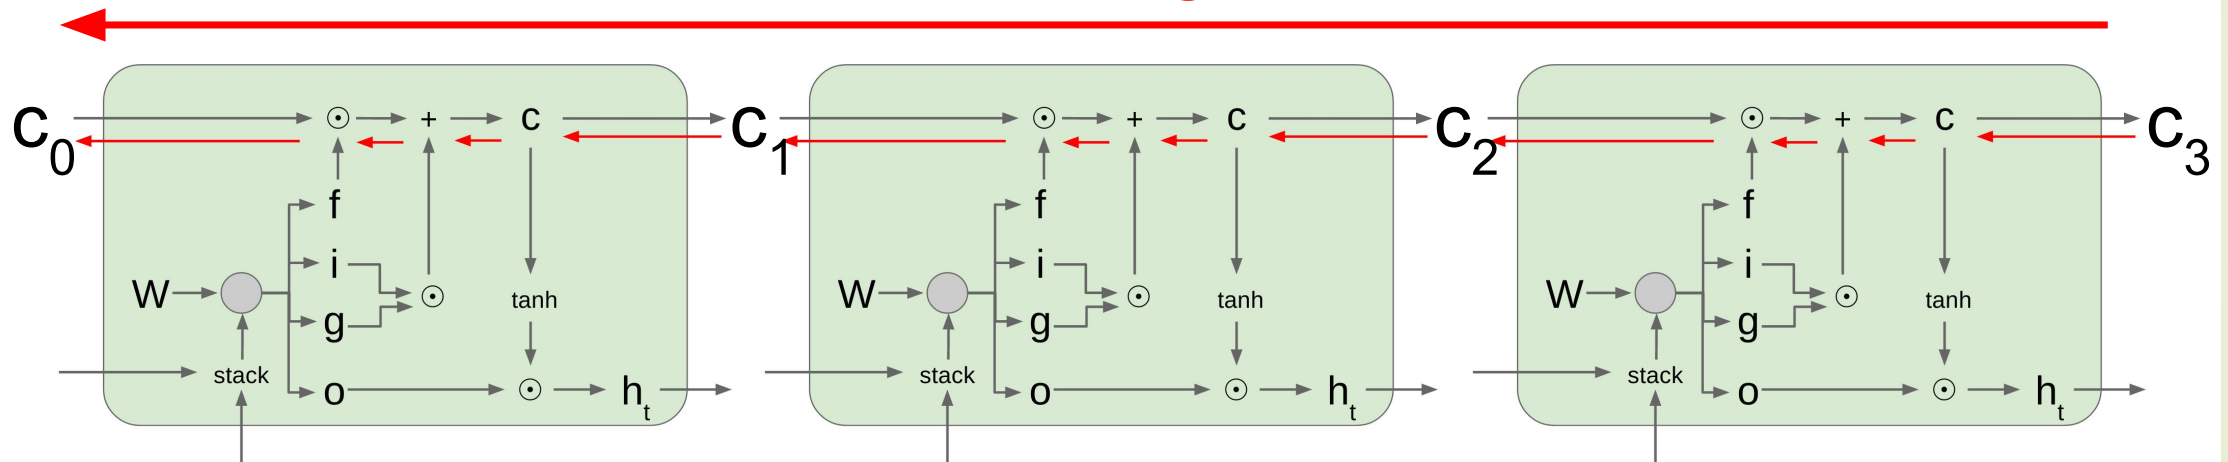 c₀ ⊙ + c c₁ ⊙ + c c₂ ⊙ + c c₃
f f f
i i i
W ⊙ tanh W ⊙ tanh W ⊙ tanh
g g g
stack stack stack
o ⊙ hₜ o ⊙ hₜ o ⊙ hₜ